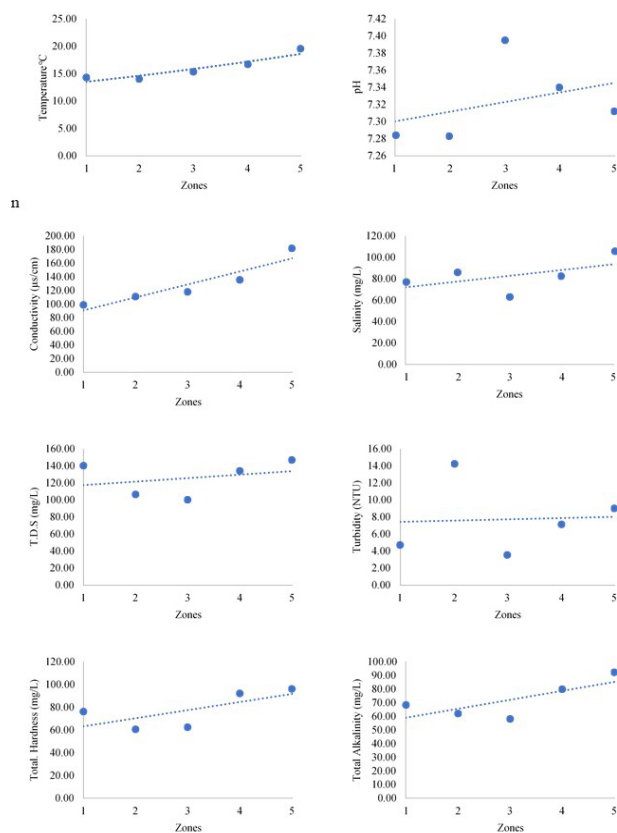 25.00
20.00
15.00
10.00
5.00
0.00
Temperature°C
1 2 3 4 5
Zones
7.42
7.40
7.38
7.36
7.34
7.32
7.30
7.28
7.26
pH
1 2 3 4 5
Zones
n
200.00
180.00
160.00
140.00
120.00
100.00
80.00
60.00
40.00
20.00
0.00
Conductivity (µs/cm)
1 2 3 4 5
Zones
120.00
100.00
80.00
60.00
40.00
20.00
0.00
Salinity (mg/L)
1 2 3 4 5
Zones
160.00
140.00
120.00
100.00
80.00
60.00
40.00
20.00
0.00
T.D.S (mg/L)
1 2 3 4 5
Zones
16.00
14.00
12.00
10.00
8.00
6.00
4.00
2.00
0.00
Turbidity (NTU)
1 2 3 4 5
Zones
120.00
100.00
80.00
60.00
40.00
20.00
0.00
Total. Hardness (mg/L)
1 2 3 4 5
Zones
100.00
90.00
80.00
70.00
60.00
50.00
40.00
30.00
20.00
10.00
0.00
Total Alkalinity (mg/L)
1 2 3 4 5
Zones